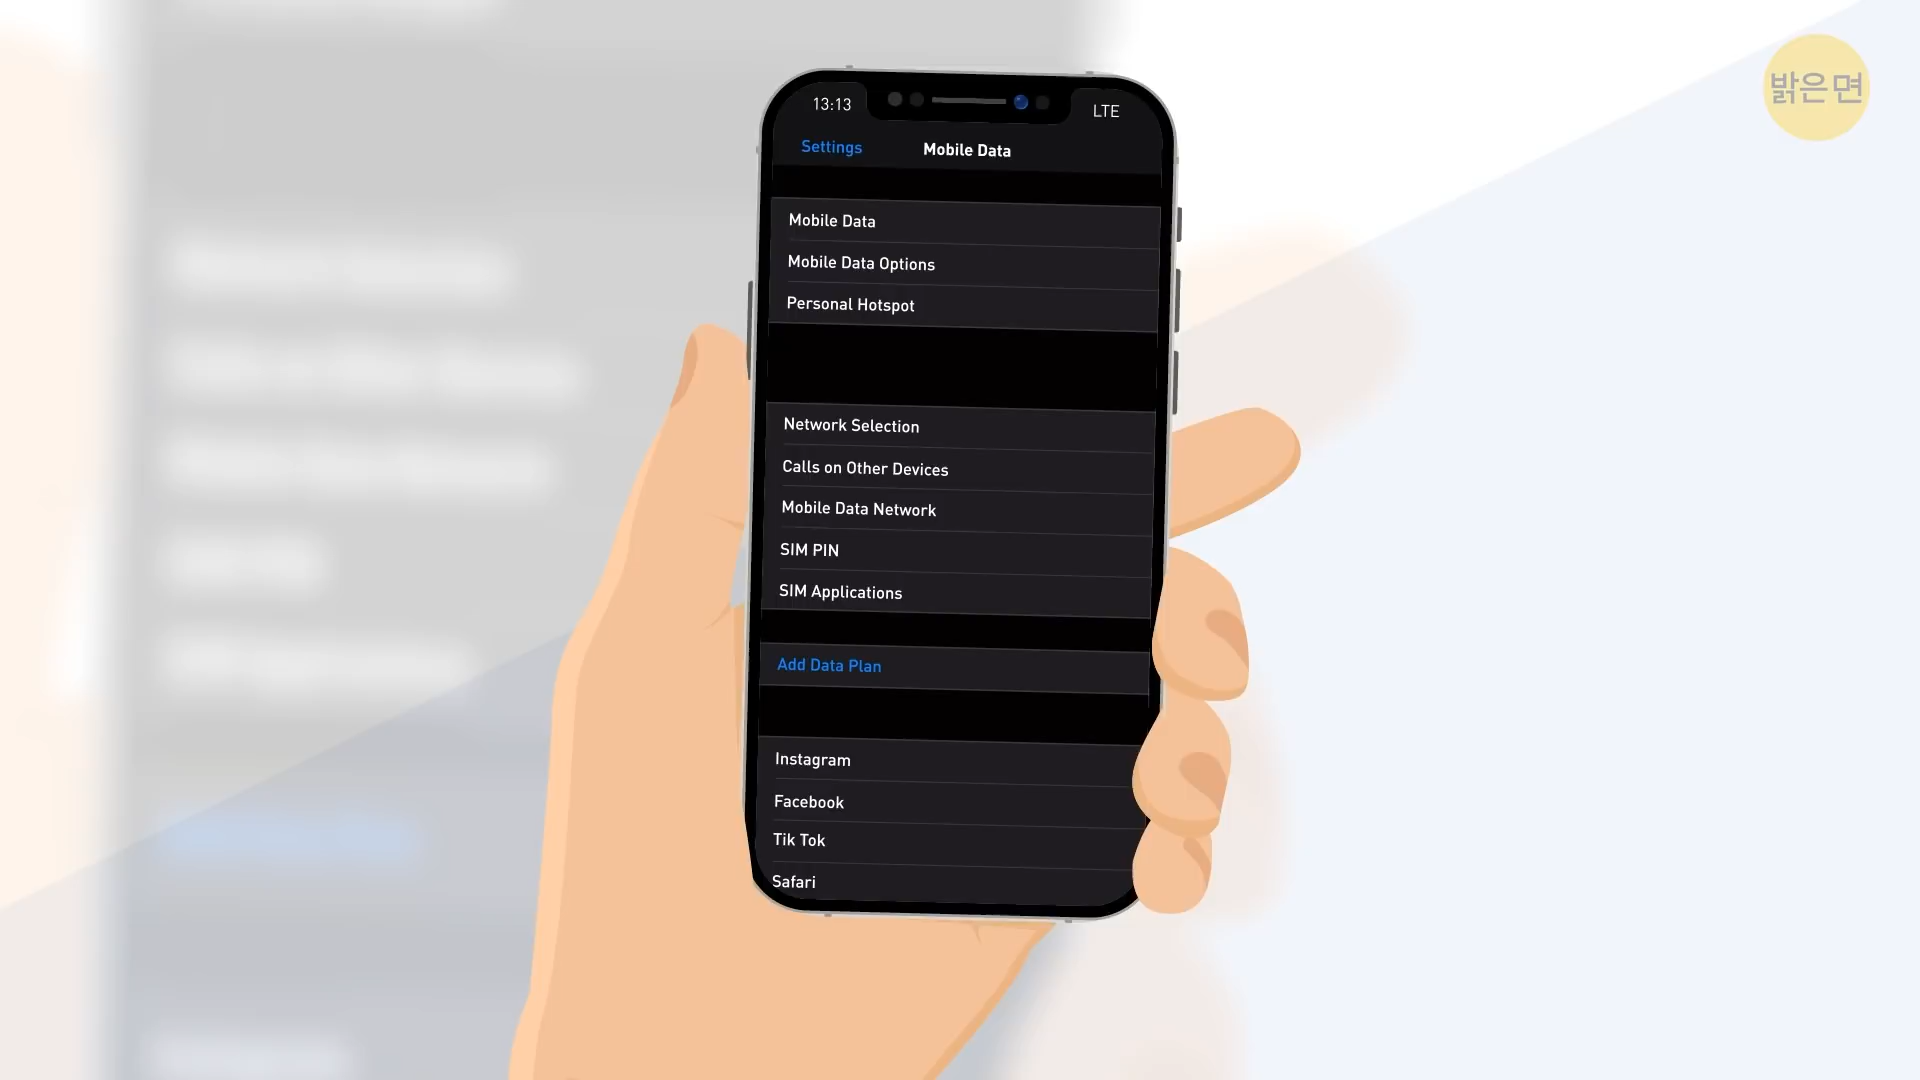 밝은면
13:13
LTE
Settings
Mobile Data
Mobile Data
Mobile Data Options
Personal Hotspot
Network Selection
Calls on Other Devices
Mobile Data Network
SIM PIN
SIM Applications
Add Data Plan
Instagram
Facebook
Tik Tok
Safari